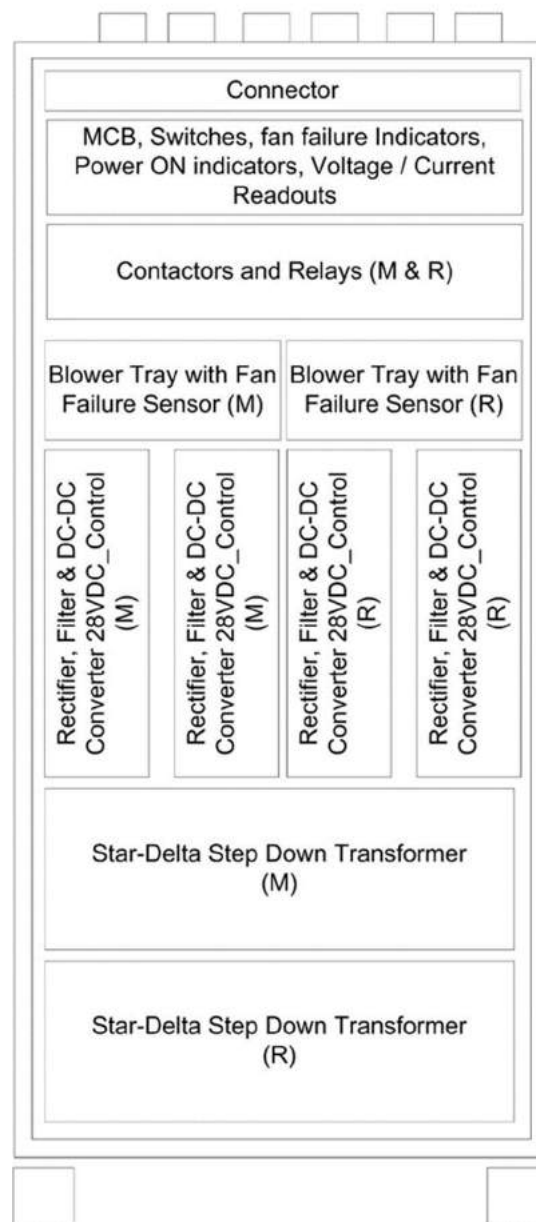 Connector
MCB, Switches, fan failure Indicators,
Power ON indicators, Voltage / Current
Readouts
Contactors and Relays (M & R)
Blower Tray with Fan
Failure Sensor (M)
Blower Tray with Fan
Failure Sensor (R)
Rectifier, Filter & DC-DC
Converter 28VDC_Control
(M)
Rectifier, Filter & DC-DC
Converter 28VDC_Control
(M)
Rectifier, Filter & DC-DC
Converter 28VDC_Control
(R)
Rectifier, Filter & DC-DC
Converter 28VDC_Control
(R)
Star-Delta Step Down Transformer
(M)
Star-Delta Step Down Transformer
(R)